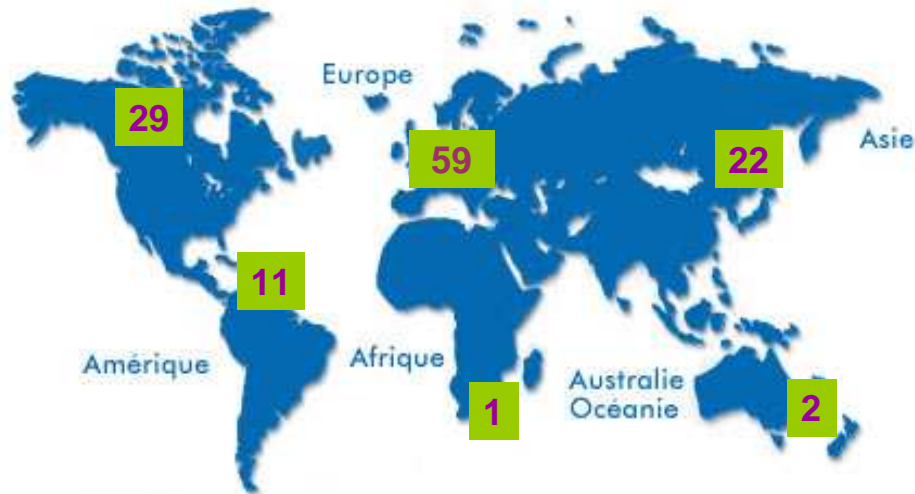 Europe
29
59
22
Asie
11
Amérique
Afrique
1
Australie
Océanie
2